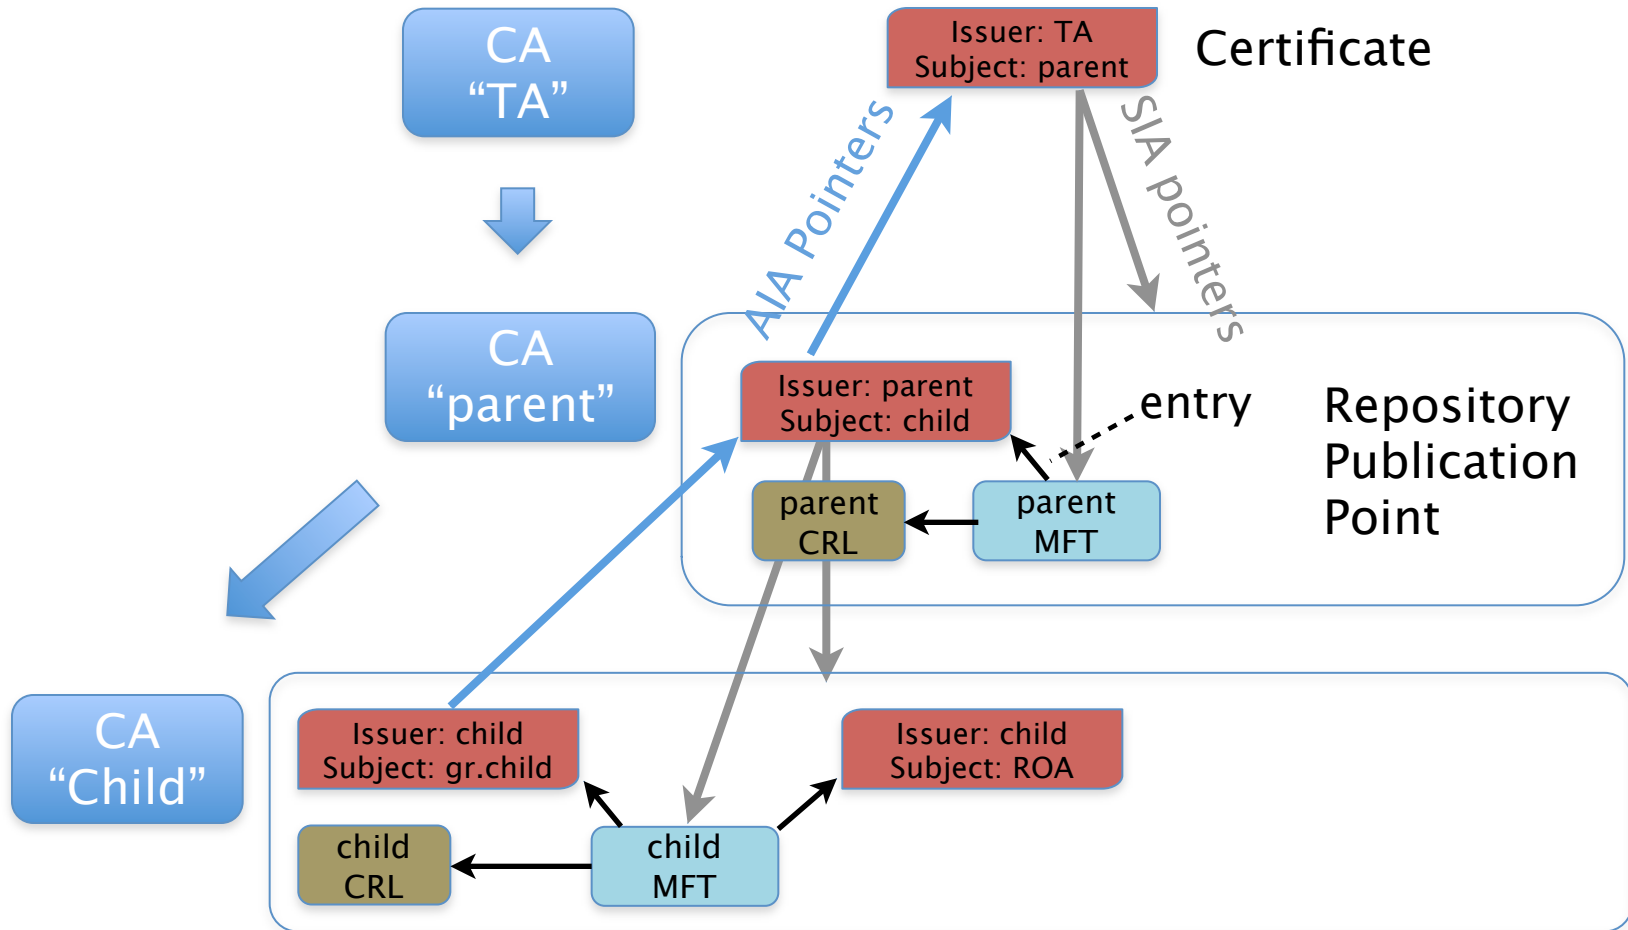 CA
“TA”
Issuer: TA
Subject: parent
Certificate
AIA Pointers
SIA pointers
CA
“parent”
Issuer: parent
Subject: child
entry
Repository
Publication
Point
parent
CRL
parent
MFT
CA
“Child”
Issuer: child
Subject: gr.child
Issuer: child
Subject: ROA
child
CRL
child
MFT